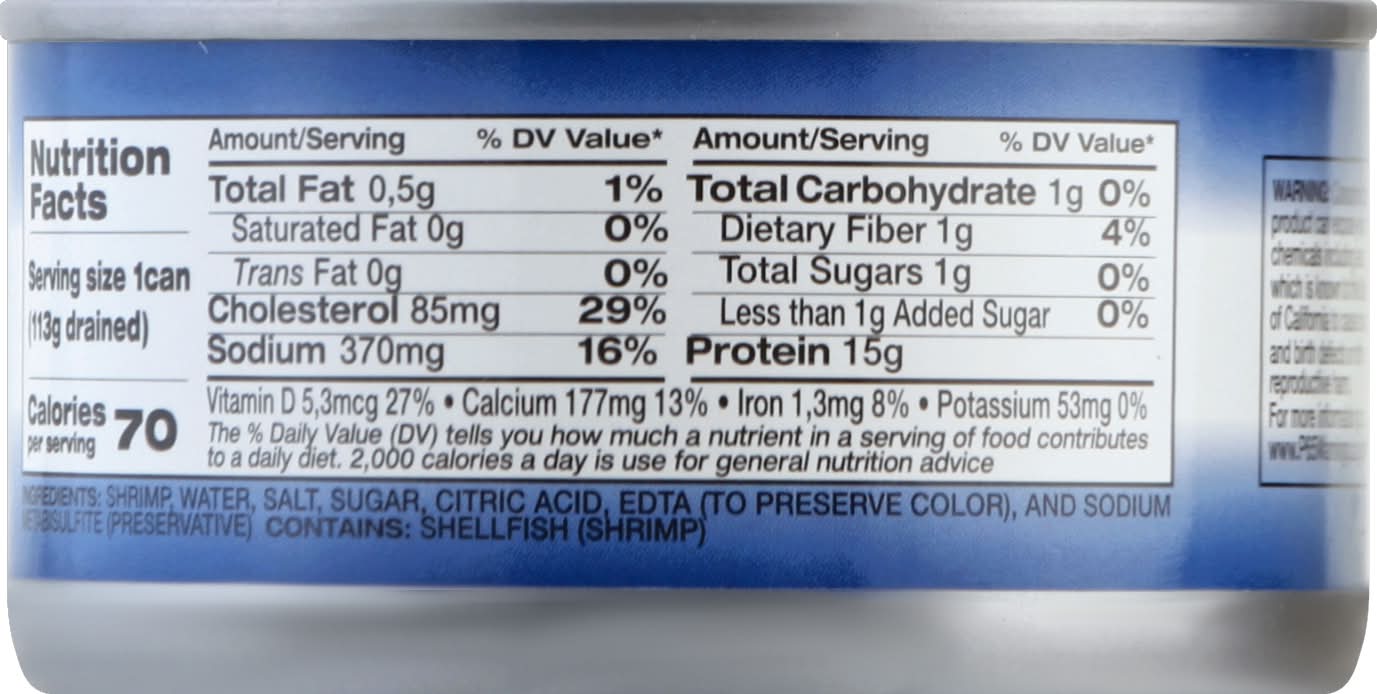 Nutrition
Facts
Serving size 1can
(113g drained)
Calories
per serving
70
Amount/Serving % DV Value*
Total Fat 0,5g 1%
Saturated Fat 0g 0%
Trans Fat 0g 0%
Cholesterol 85mg 29%
Sodium 370mg 16%
Amount/Serving % DV Value*
Total Carbohydrate 1g 0%
Dietary Fiber 1g 4%
Total Sugars 1g 0%
Less than 1g Added Sugar 0%
Protein 15g
Vitamin D 5,3mcg 27% • Calcium 177mg 13% • Iron 1,3mg 8% • Potassium 53mg 0%
The % Daily Value (DV) tells you how much a nutrient in a serving of food contributes
to a daily diet. 2,000 calories a day is use for general nutrition advice
INGREDIENTS: SHRIMP, WATER, SALT, SUGAR, CITRIC ACID, EDTA (TO PRESERVE COLOR), AND SODIUM
METABISULFITE (PRESERVATIVE) CONTAINS: SHELLFISH (SHRIMP)
WARNING:
product can
chemicals
which is
of California
and birth
reproductive
For more